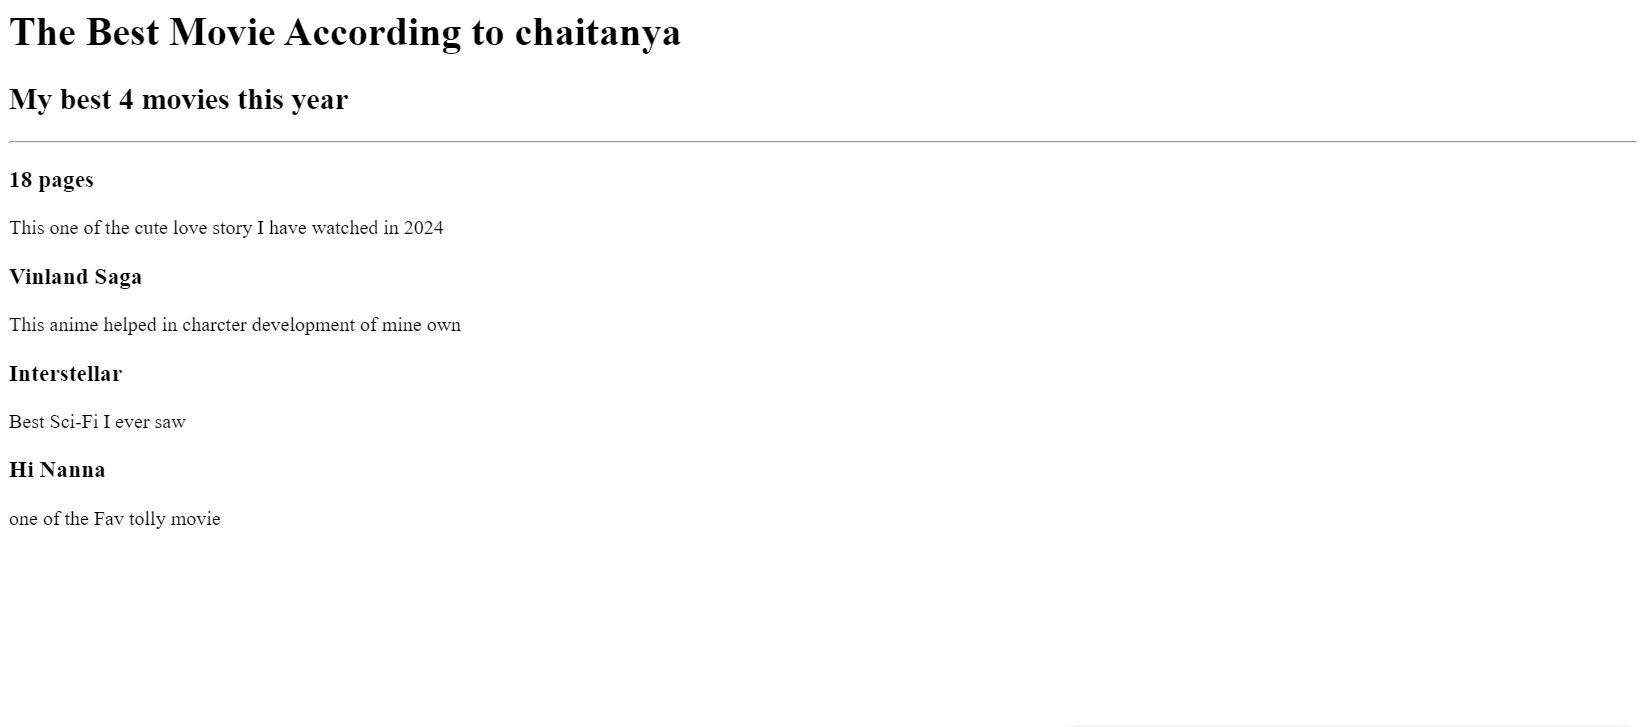 The Best Movie According to chaitanya
My best 4 movies this year
18 pages
This one of the cute love story I have watched in 2024
Vinland Saga
This anime helped in charcter development of mine own
Interstellar
Best Sci-Fi I ever saw
Hi Nanna
one of the Fav tolly movie